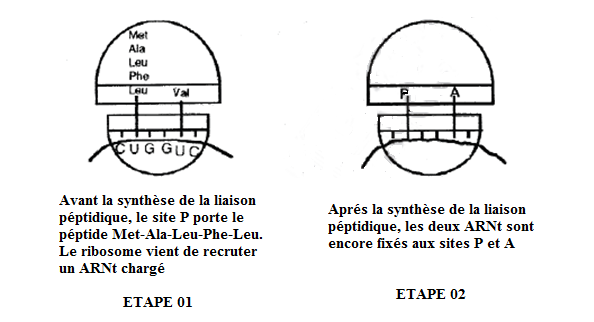 Met
Ala
Leu
Phe
Leu Val
C U G G U C
P A
Avant la synthèse de la liaison
péptidique, le site P porte le
péptide Met-Ala-Leu-Phe-Leu.
Le ribosome vient de recruter
un ARNt chargé
ETAPE 01
Aprés la synthèse de la liaison
péptidique, les deux ARNt sont
encore fixés aux sites P et A
ETAPE 02